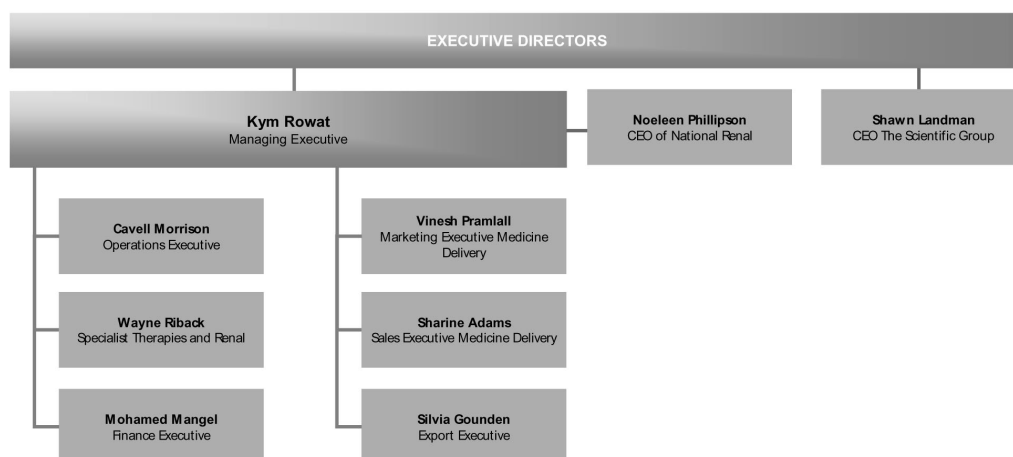 EXECUTIVE DIRECTORS
Kym Rowat
Managing Executive
Noeleen Phillipson
CEO of National Renal
Shawn Landman
CEO The Scientific Group
Cavell Morrison
Operations Executive
Vinesh Pramlall
Marketing Executive Medicine
Delivery
Wayne Riback
Specialist Therapies and Renal
Sharine Adams
Sales Executive Medicine Delivery
Mohamed Mangel
Finance Executive
Silvia Gounden
Export Executive